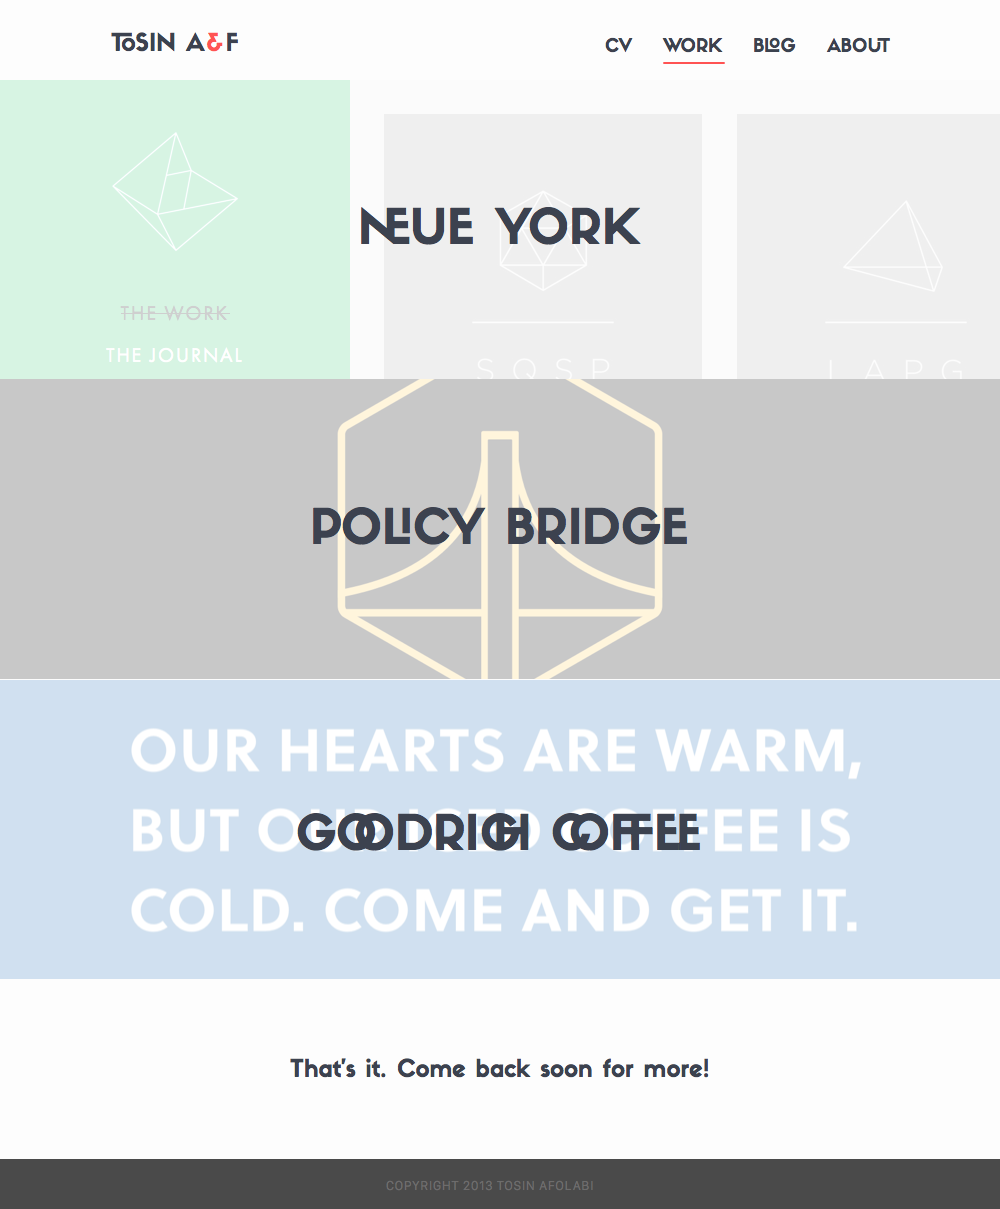 TOSIN A&F
CV WORK BLOG ABOUT
NEUE YORK
THE WORK
THE JOURNAL
SQSP
LAPG
POLICY BRIDGE
OUR HEARTS ARE WARM,
BUT OUR ICED COFFEE IS
COLD. COME AND GET IT.
GOODRICH COFFEE
That's it. Come back soon for more!
COPYRIGHT 2013 TOSIN AFOLABI